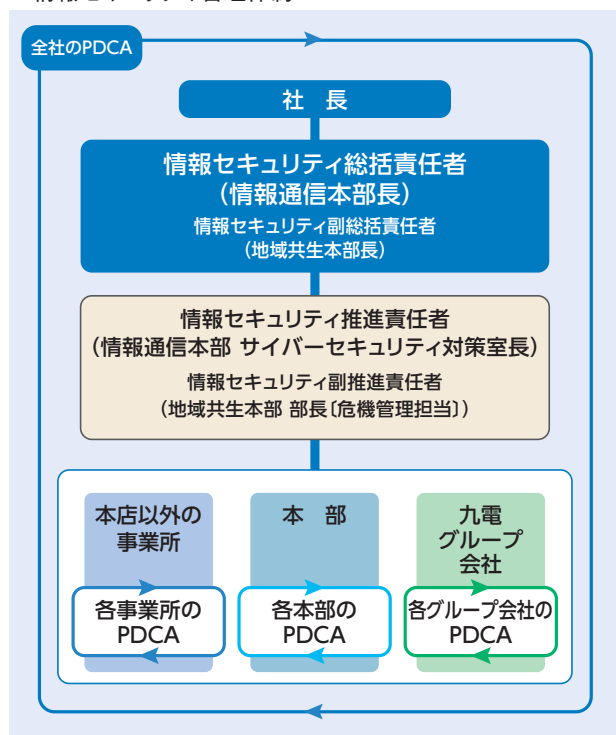 全社のPDCA
社 長
情報セキュリティ総括責任者
(情報通信本部長)
情報セキュリティ副総括責任者
(地域共生本部長)
情報セキュリティ推進責任者
(情報通信本部 サイバーセキュリティ対策室長)
情報セキュリティ副推進責任者
(地域共生本部 部長〔危機管理担当〕)
本店以外の
事業所
各事業所の
PDCA
本 部
各本部の
PDCA
九電
グループ
会社
各グループ会社の
PDCA